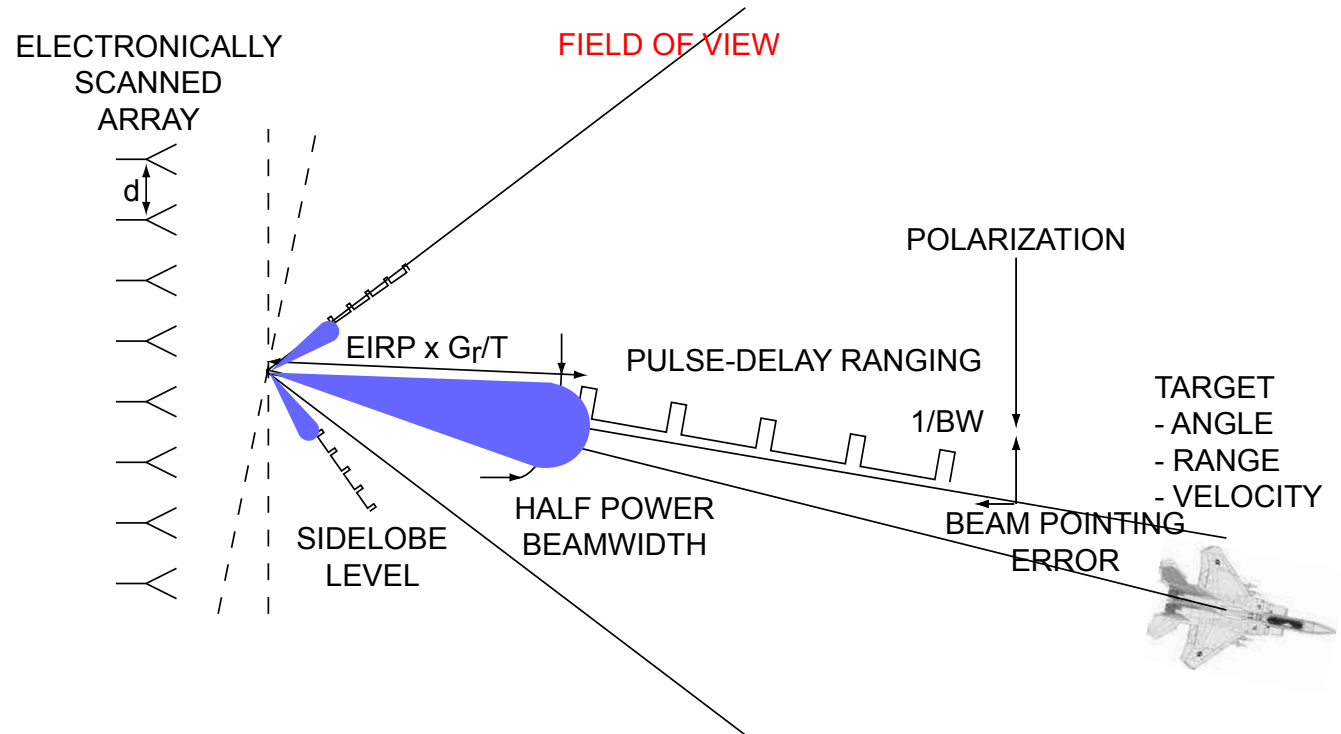 ELECTRONICALLY
SCANNED
ARRAY
FIELD OF VIEW
d
POLARIZATION
EIRP x Gr/T
PULSE-DELAY RANGING
1/BW
TARGET
- ANGLE
- RANGE
- VELOCITY
HALF POWER
BEAMWIDTH
BEAM POINTING
ERROR
SIDELOBE
LEVEL